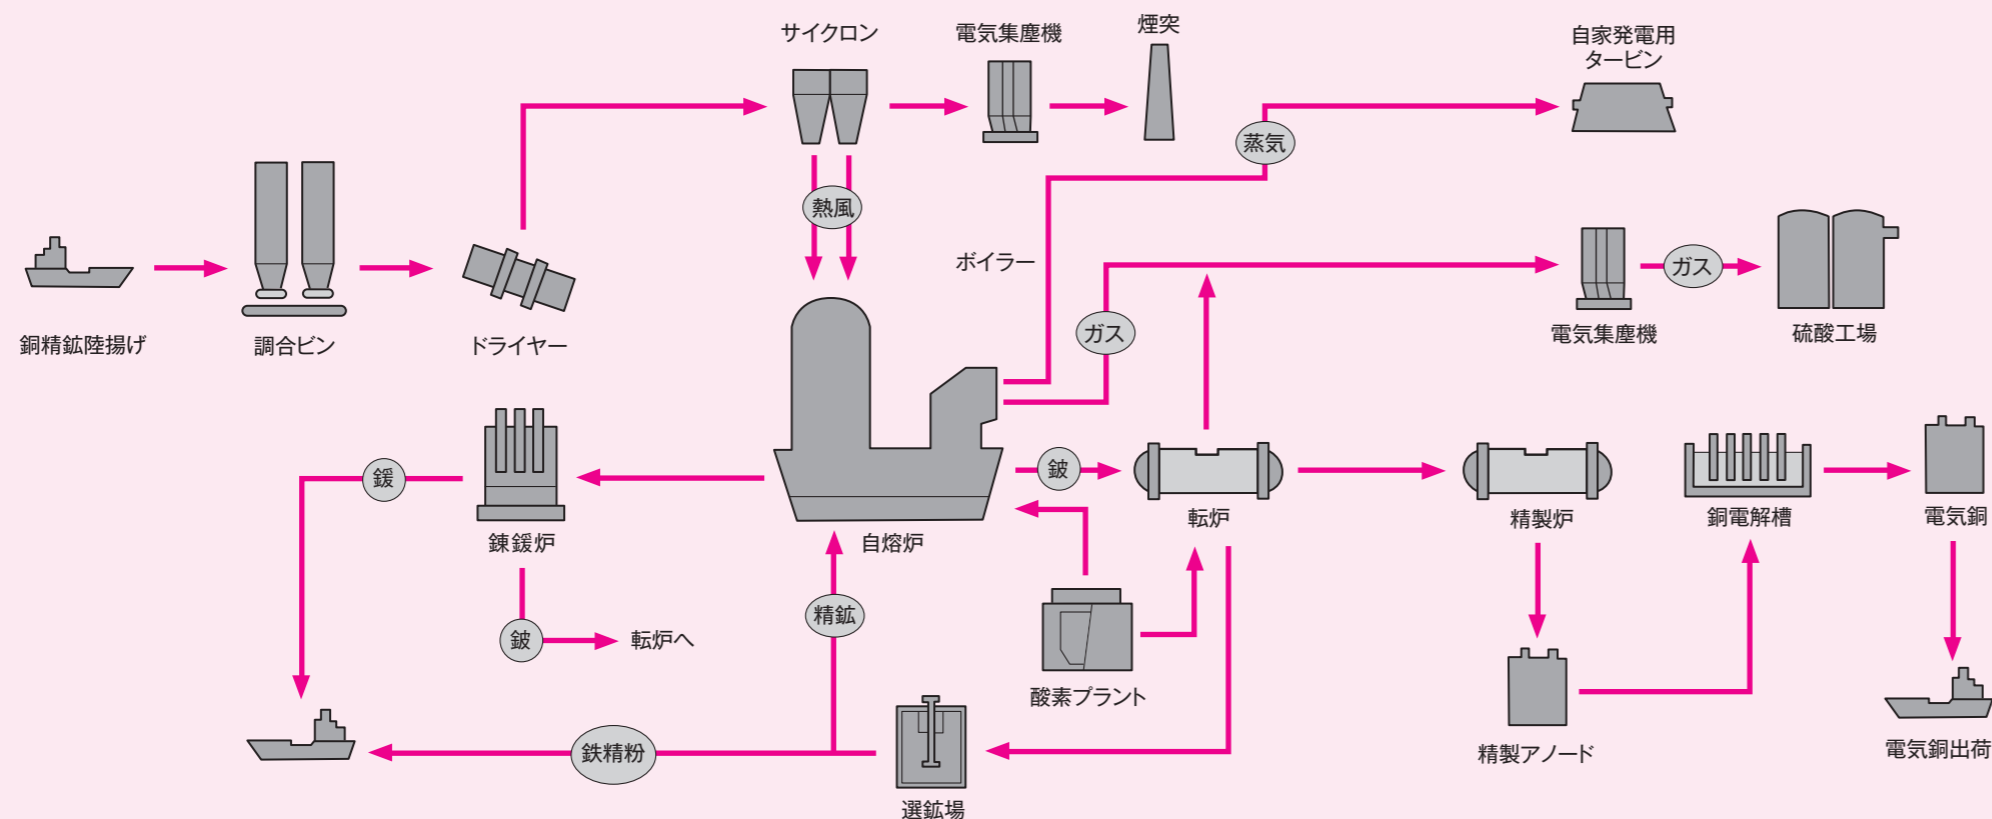 サイクロン
電気集塵機
煙突
自家発電用
タービン
蒸気
熱風
ボイラー
ガス
ガス
銅精鉱陸揚げ
調合ビン
ドライヤー
電気集塵機
硫酸工場
鍰
錬鍰炉
自熔炉
鈹
転炉
精製炉
銅電解槽
電気銅
鈹
転炉へ
精鉱
酸素プラント
鉄精粉
選鉱場
精製アノード
電気銅出荷